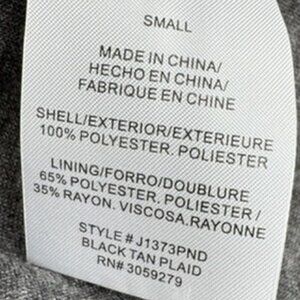 SMALL
MADE IN CHINA/
HECHO EN CHINA/
FABRIQUE EN CHINE
SHELL/EXTERIOR/EXTERIEURE
100% POLYESTER. POLIESTER
LINING/FORRO/DOUBLURE
65% POLYESTER. POLIESTER /
35% RAYON. VISCOSA.RAYONNE
STYLE # J1373PND
BLACK TAN PLAID
RN# 3059279